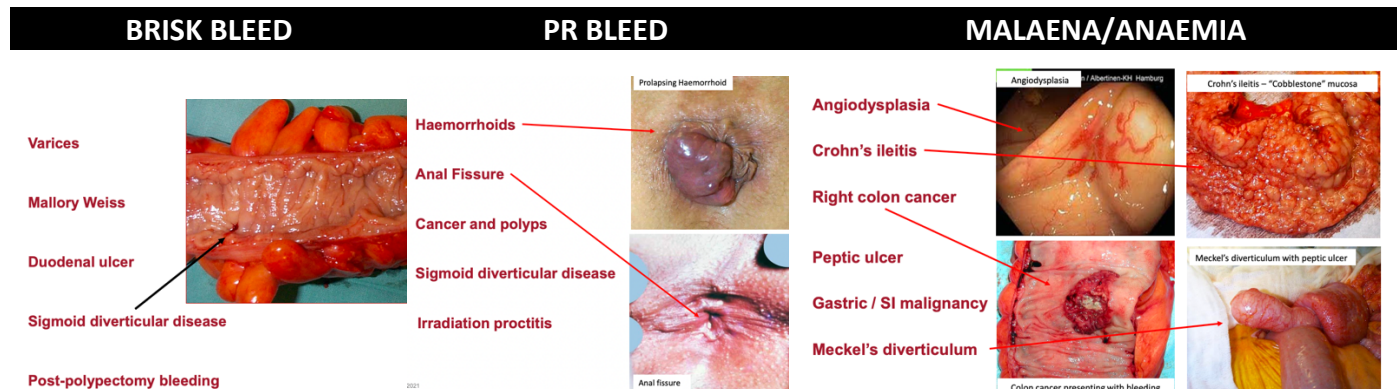 BRISK BLEED
PR BLEED
MALAENA/ANAEMIA
Varices
Mallory Weiss
Duodenal ulcer
Sigmoid diverticular disease
Post-polypectomy bleeding
2021
Prolapsing Haemorrhoid
Haemorrhoids
Anal Fissure
Cancer and polyps
Sigmoid diverticular disease
Irradiation proctitis
Anal fissure
Angiodysplasia
Crohn's ileitis
Right colon cancer
Peptic ulcer
Gastric / SI malignancy
Meckel's diverticulum
Angiodysplasia
n / Albertinen-KH Hamburg
Crohn's ileitis – "Cobblestone" mucosa
Colon cancer presenting with bleeding
Meckel's diverticulum with peptic ulcer